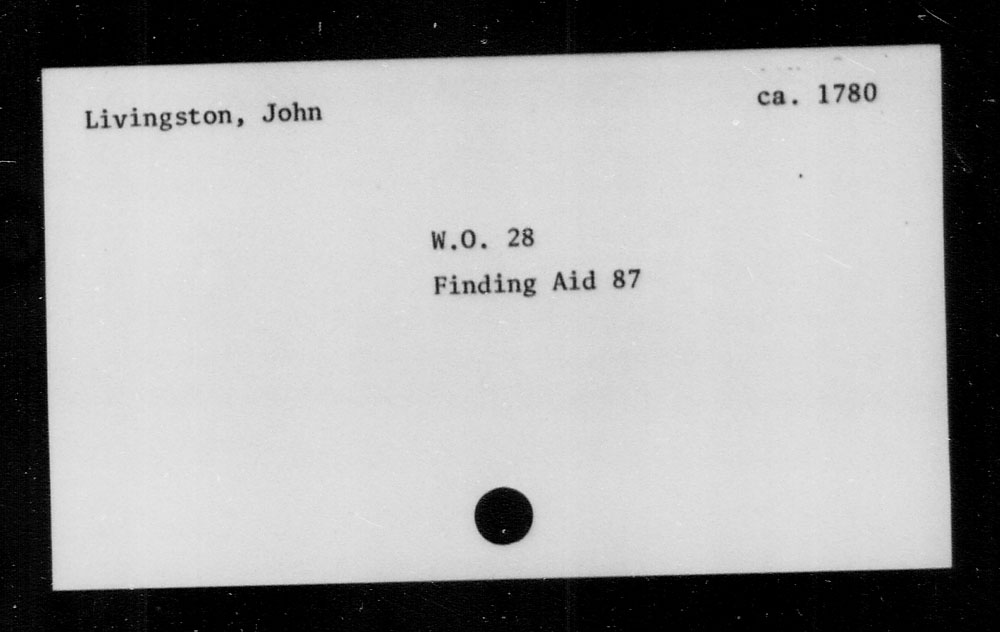 Livingston, John
ca. 1780
W.O. 28
Finding Aid 87